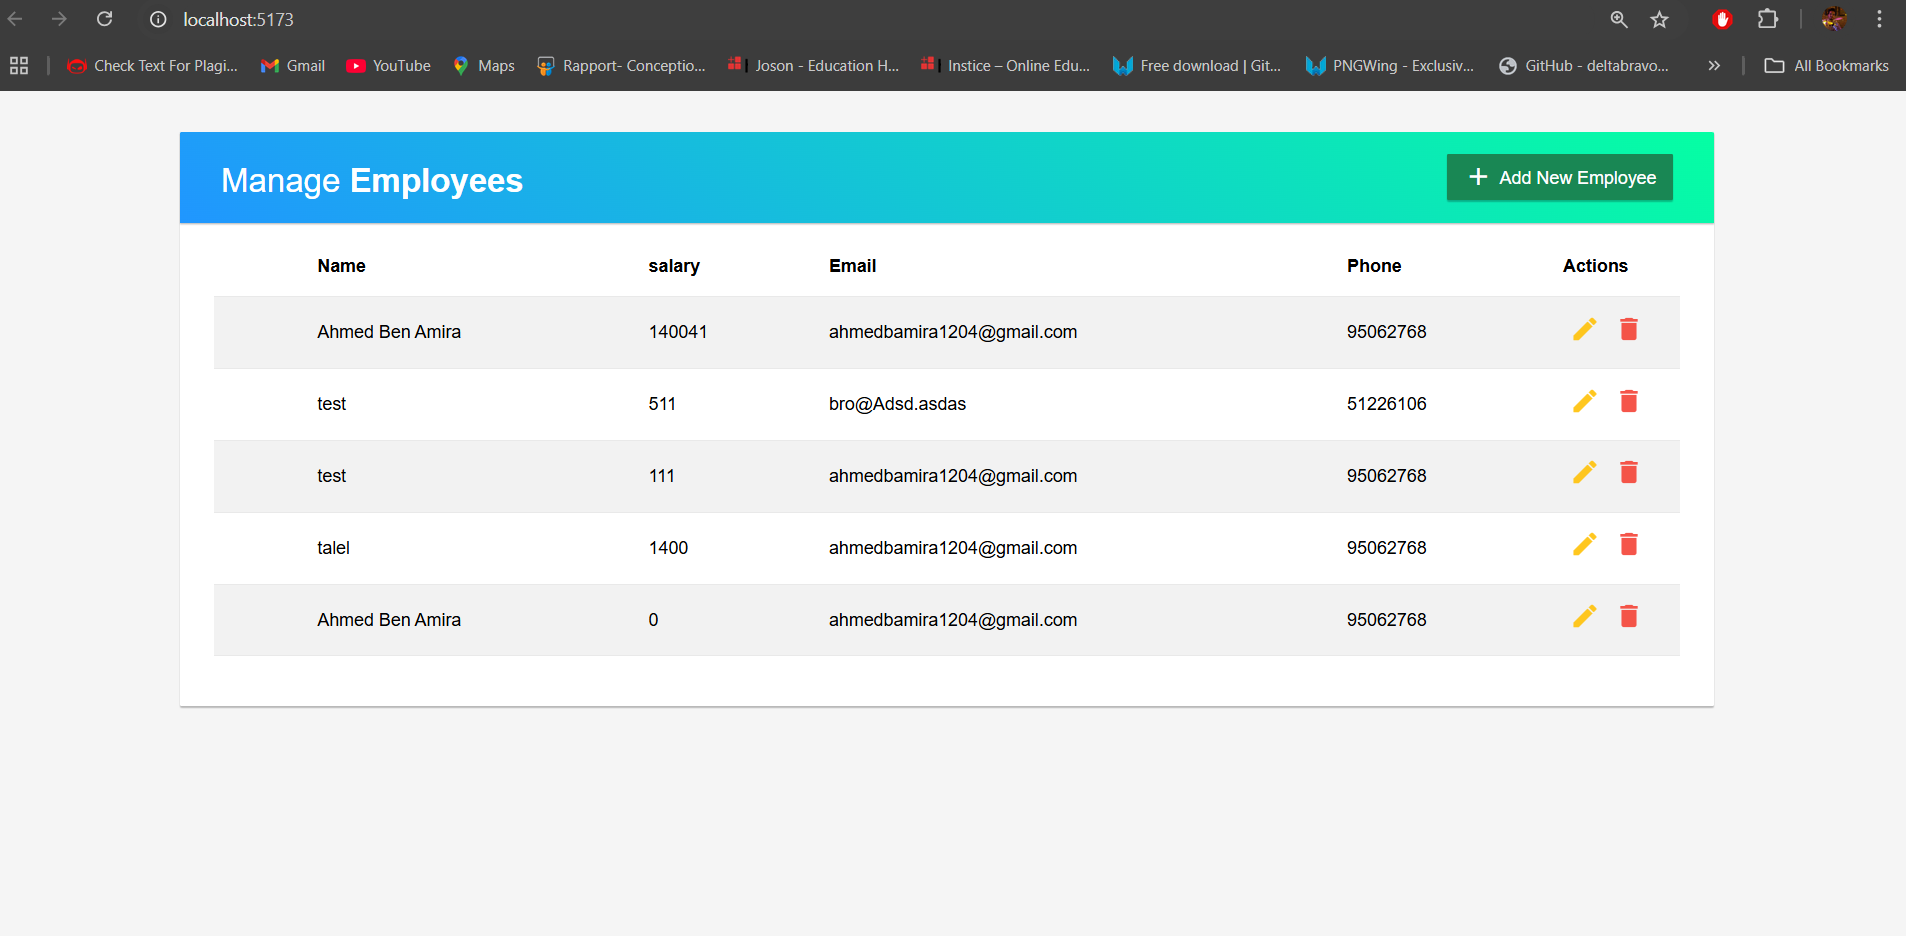 localhost:5173
Check Text For Plagi... Gmail YouTube Maps Rapport- Conceptio... Joson - Education H... Instice – Online Edu... Free download | Git... PNGWing - Exclusiv... GitHub - deltabravo... » All Bookmarks
Manage Employees + Add New Employee
Name salary Email Phone Actions
Ahmed Ben Amira 140041 ahmedbamira1204@gmail.com 95062768
test 511 bro@Adsd.asdas 51226106
test 111 ahmedbamira1204@gmail.com 95062768
talel 1400 ahmedbamira1204@gmail.com 95062768
Ahmed Ben Amira 0 ahmedbamira1204@gmail.com 95062768